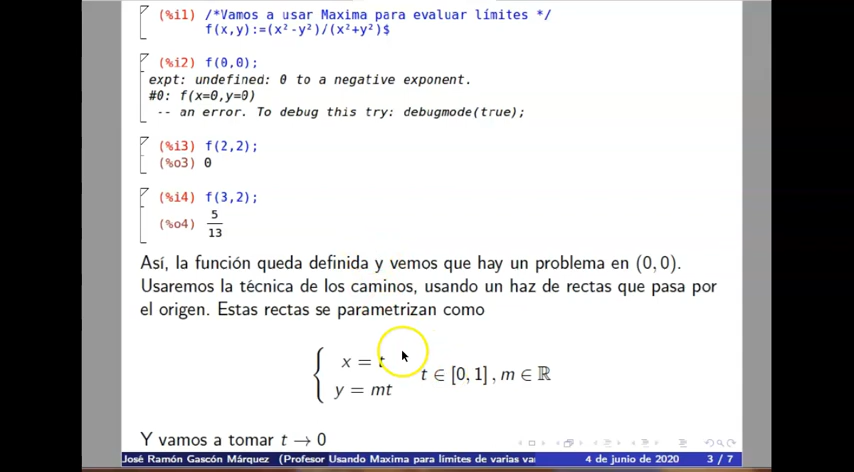 (%i1) /*Vamos a usar Maxima para evaluar límites */
f(x,y):=(x²-y²)/(x²+y²)$
(%i2) f(0,0);
expt: undefined: 0 to a negative exponent.
#0: f(x=0,y=0)
-- an error. To debug this try: debugmode(true);
(%i3) f(2,2);
(%o3) 0
(%i4) f(3,2);
(%o4) 5/13
Así, la función queda definida y vemos que hay un problema en (0, 0).
Usaremos la técnica de los caminos, usando un haz de rectas que pasa por
el origen. Estas rectas se parametrizan como
x = t
y = mt
t ∈ [0, 1] , m ∈ ℝ
Y vamos a tomar t → 0
José Ramón Gascón Márquez (Profesor Usando Maxima para límites de varias var 4 de junio de 2020 3 / 7